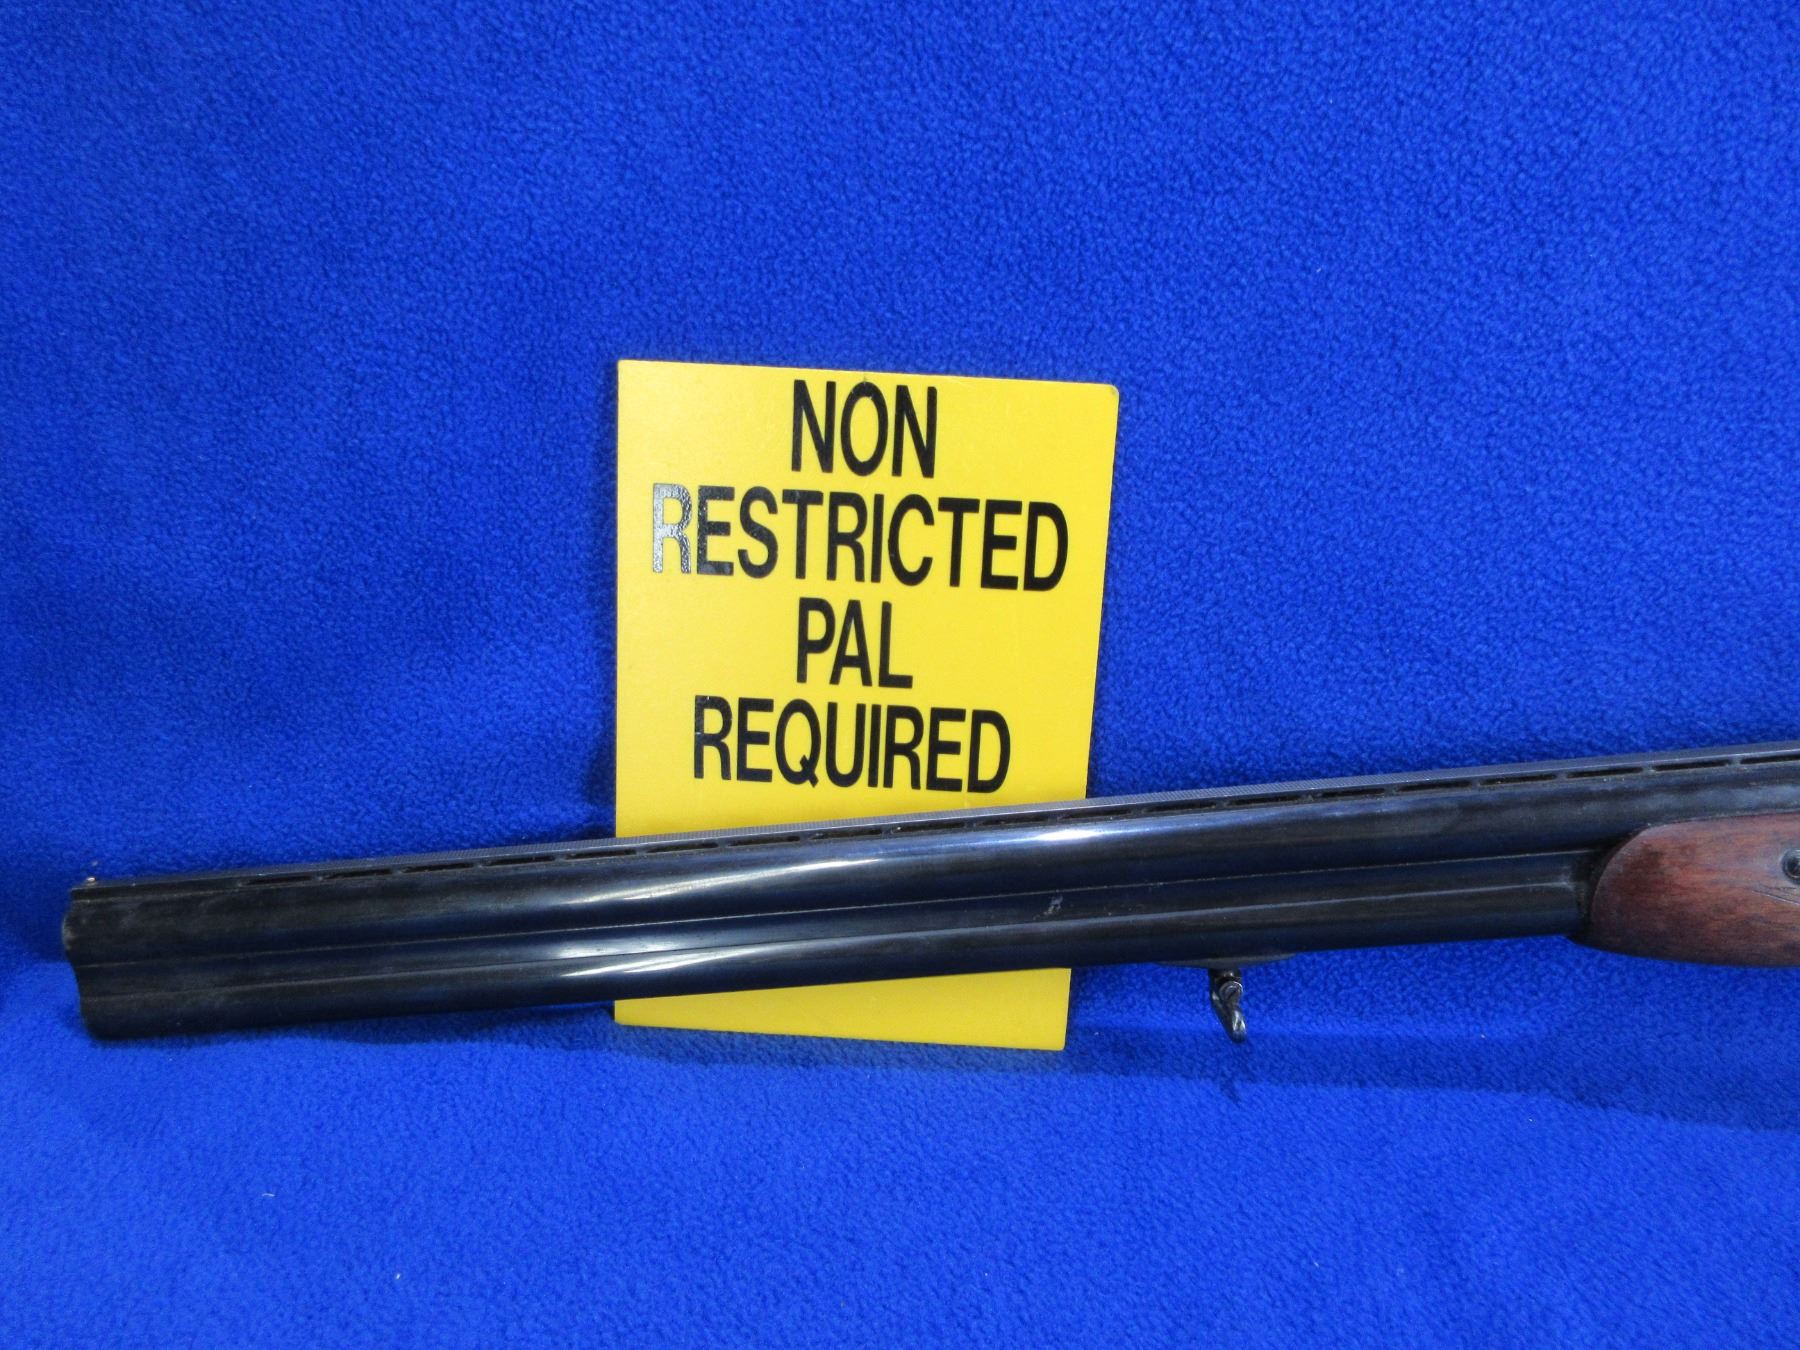 NON
RESTRICTED
PAL
REQUIRED